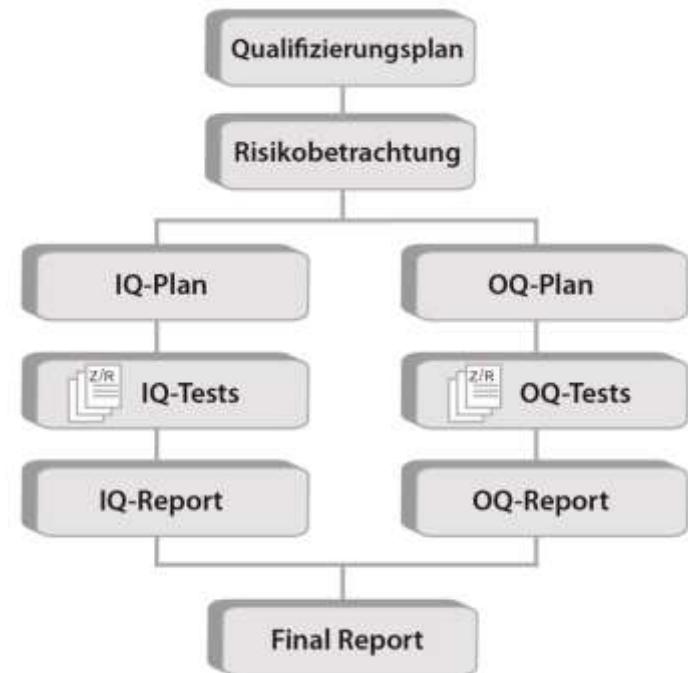 Qualifizierungsplan
Risikobetrachtung
IQ-Plan
OQ-Plan
Z/R
IQ-Tests
Z/R
OQ-Tests
IQ-Report
OQ-Report
Final Report